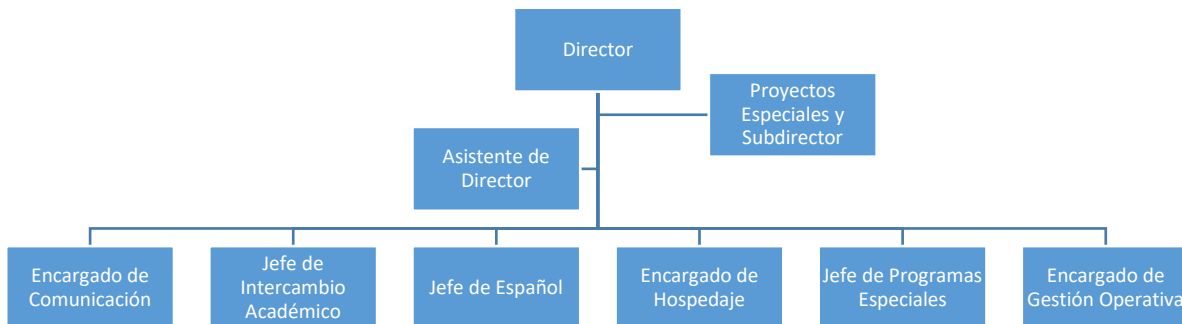 Director
Proyectos
Especiales y
Subdirector
Asistente de
Director
Encargado de
Comunicación
Jefe de
Intercambio
Académico
Jefe de Español
Encargado de
Hospedaje
Jefe de Programas
Especiales
Encargado de
Gestión Operativa